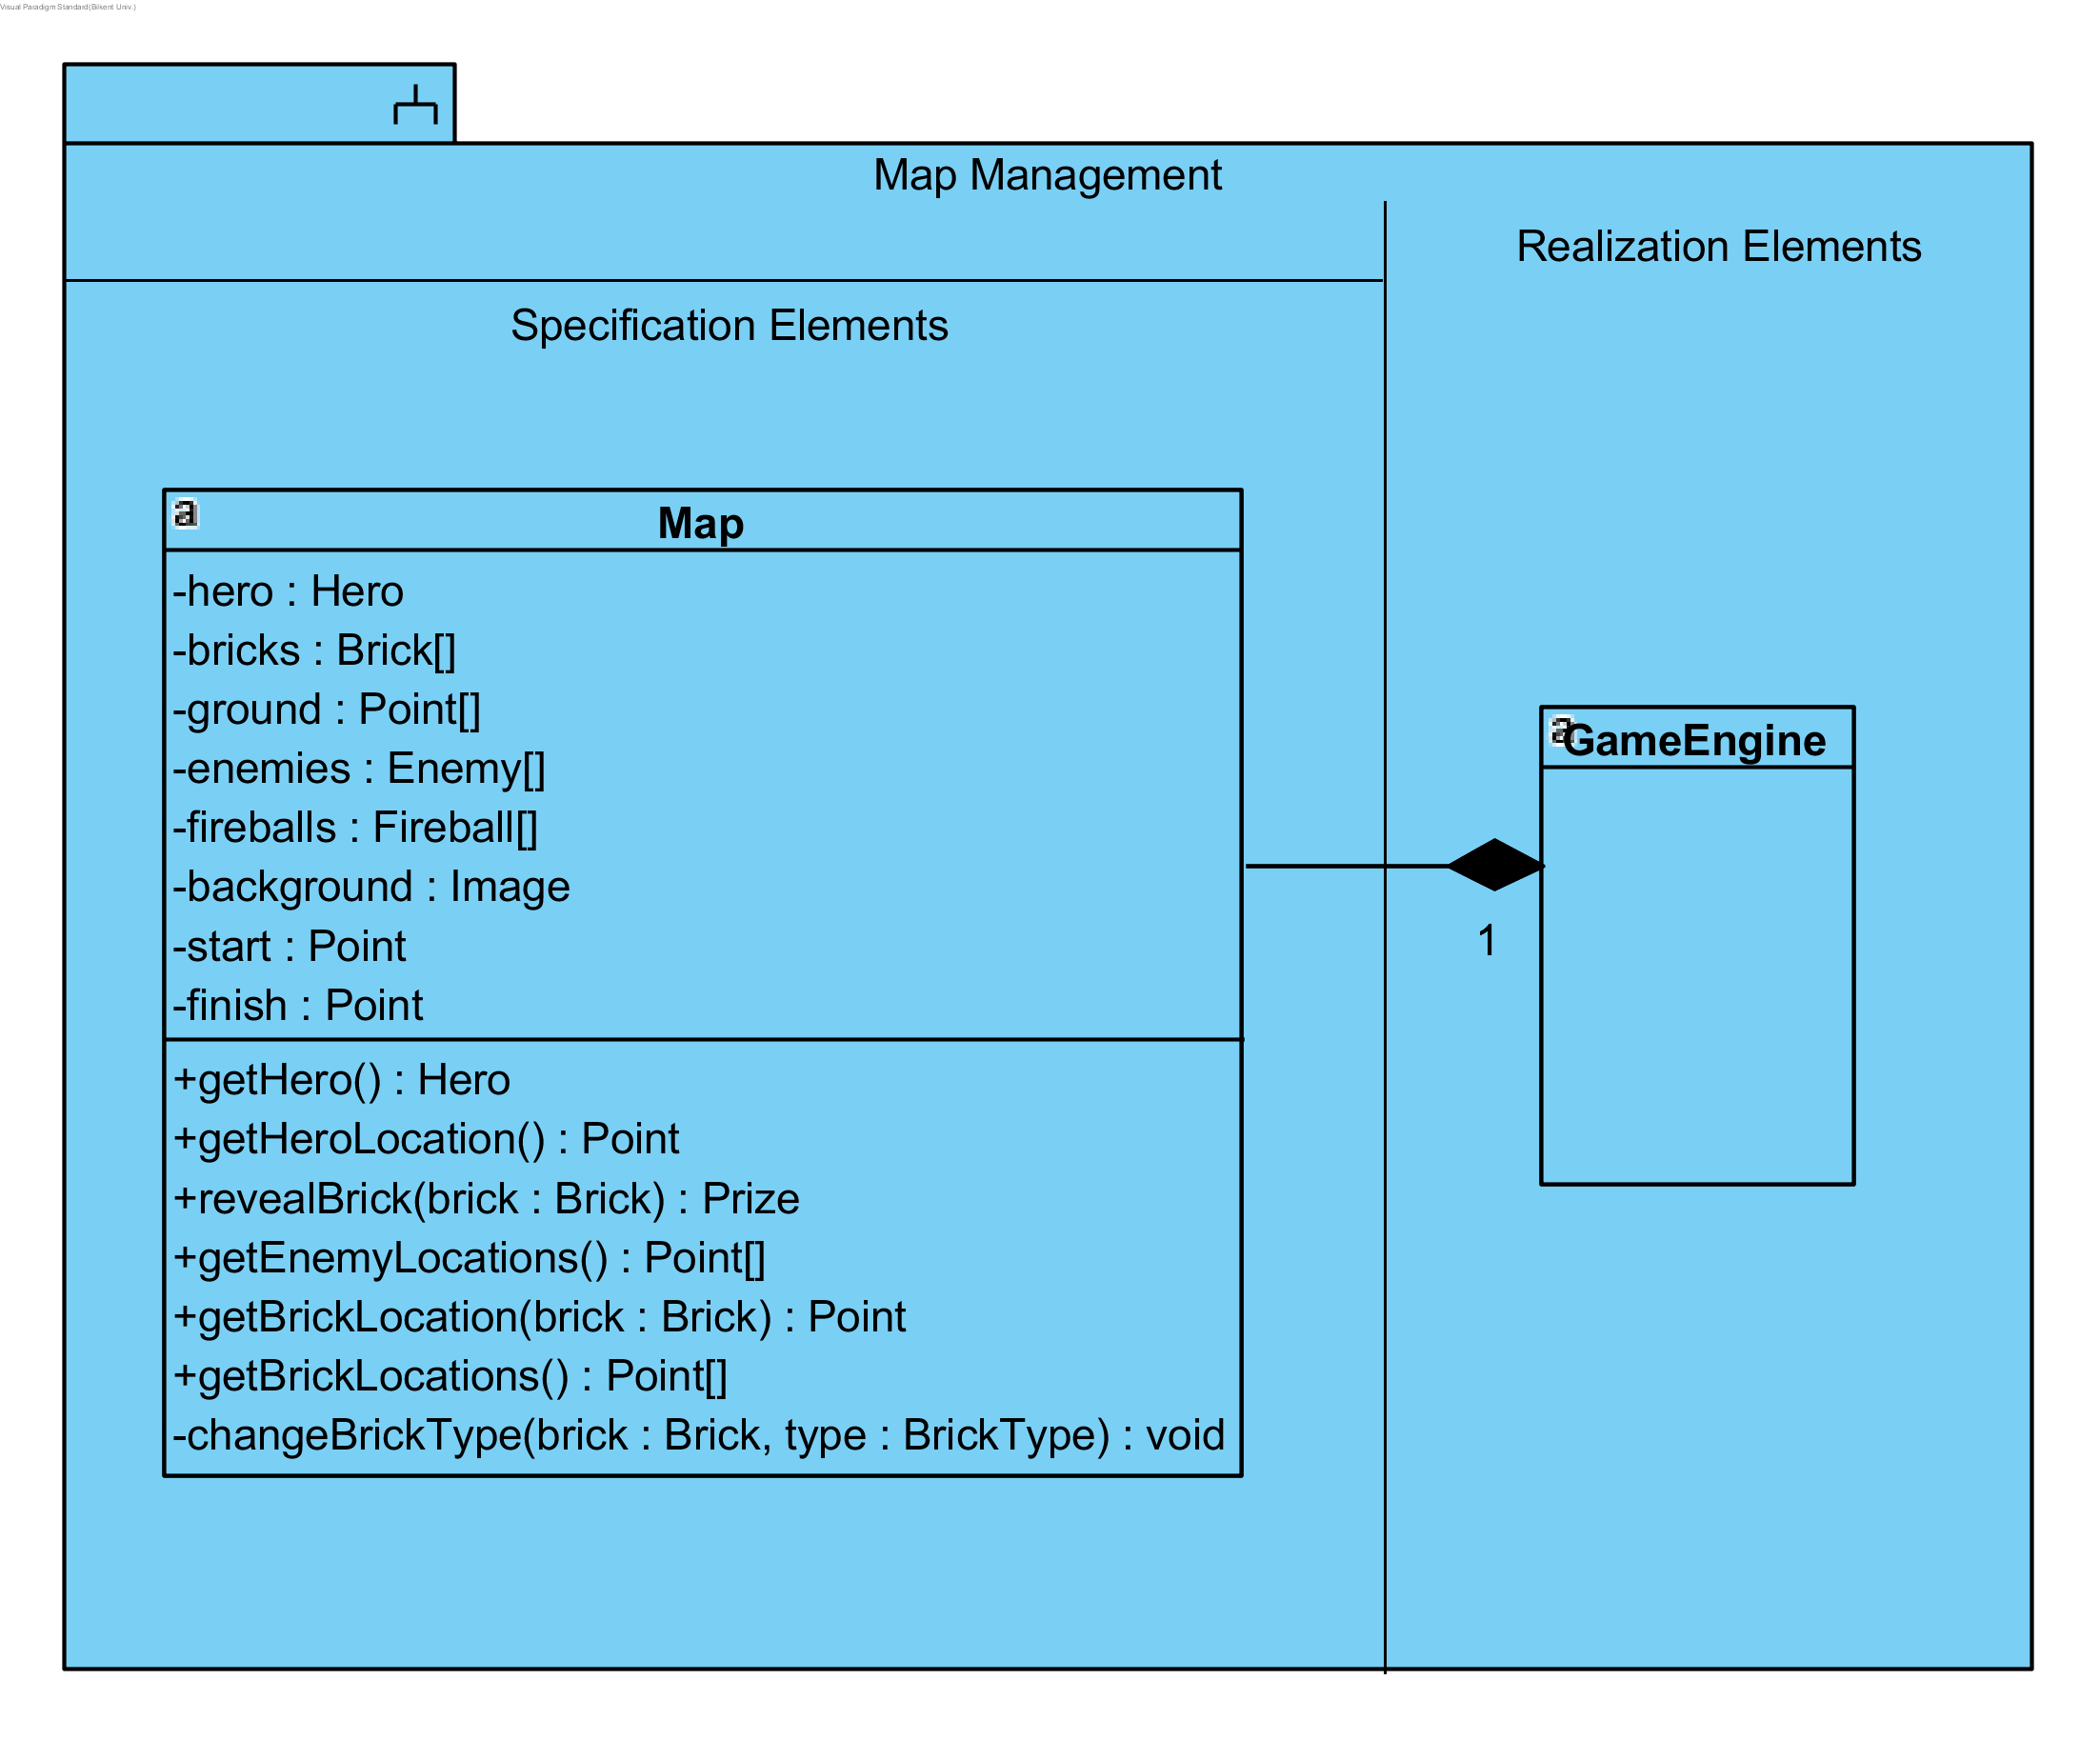 Visual Paradigm Standard(Bilkent Univ.)
Map Management
Realization Elements
Specification Elements
Map
-hero : Hero
-bricks : Brick[]
-ground : Point[]
-enemies : Enemy[]
-fireballs : Fireball[]
-background : Image
-start : Point
-finish : Point
+getHero() : Hero
+getHeroLocation() : Point
+revealBrick(brick : Brick) : Prize
+getEnemyLocations() : Point[]
+getBrickLocation(brick : Brick) : Point
+getBrickLocations() : Point[]
-changeBrickType(brick : Brick, type : BrickType) : void
GameEngine
1